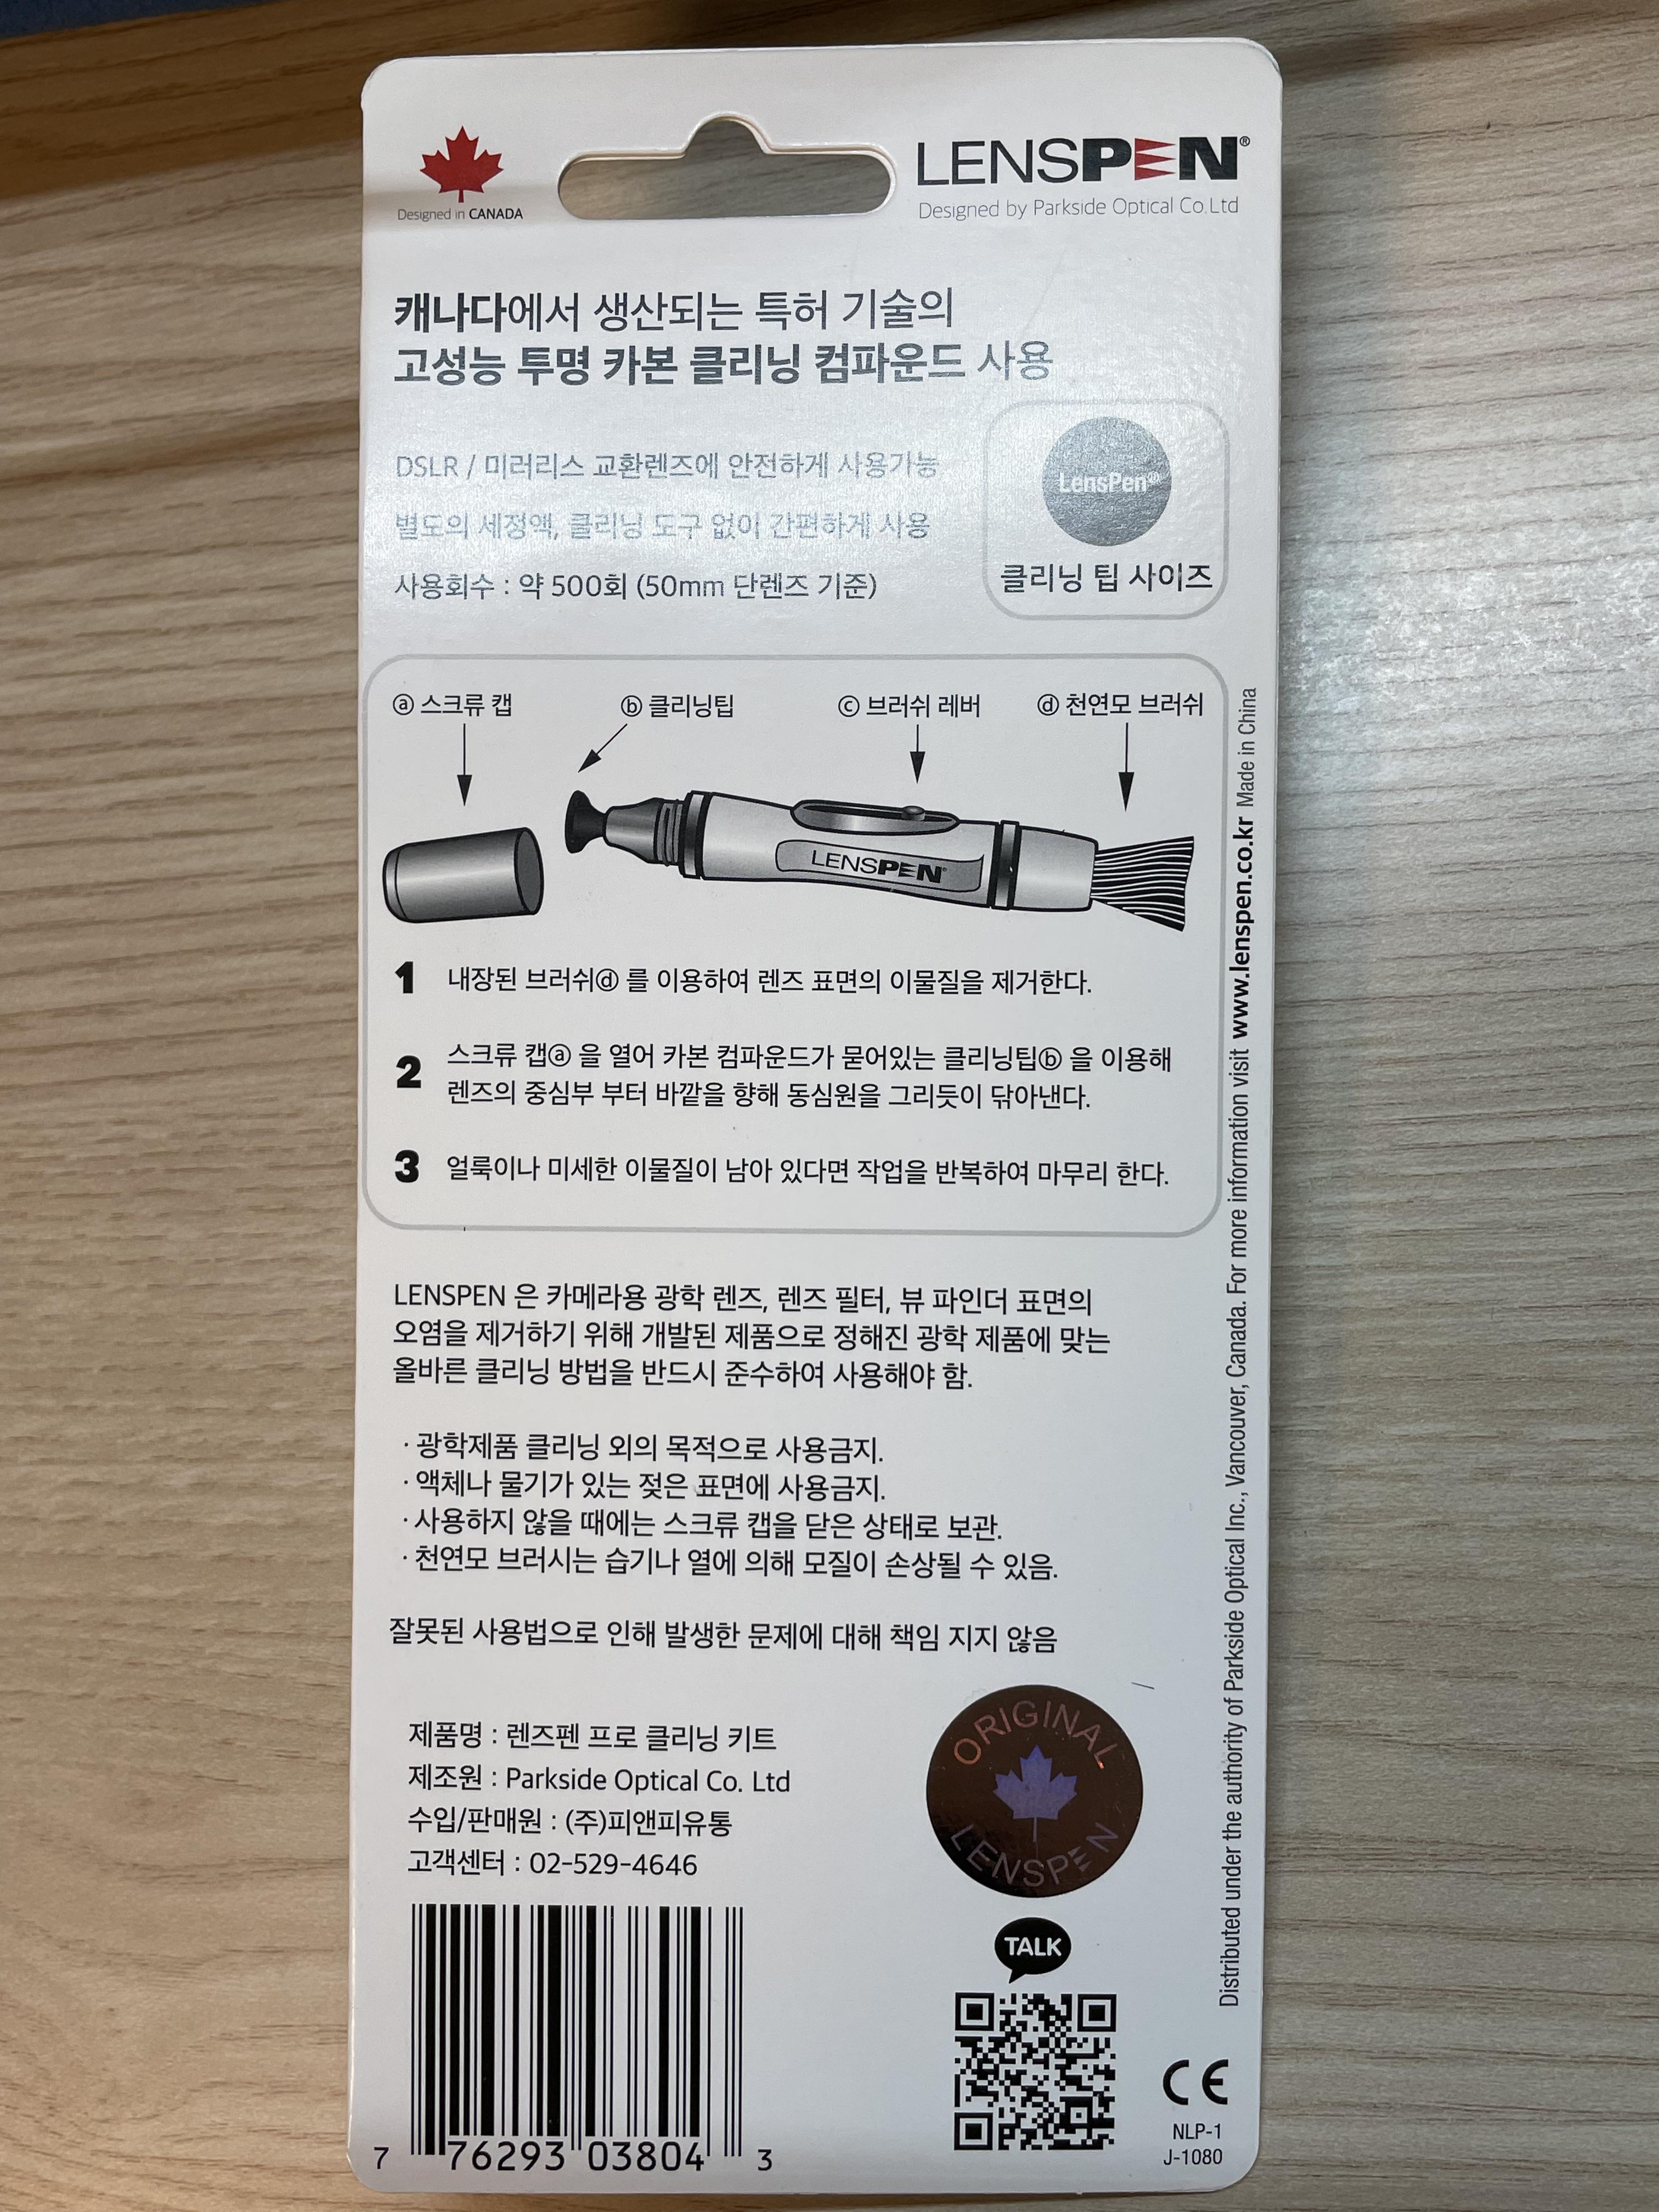 Designed in CANADA
LENSPEN®
Designed by Parkside Optical Co.Ltd
캐나다에서 생산되는 특허 기술의
고성능 투명 카본 클리닝 컴파운드 사용
DSLR / 미러리스 교환렌즈에 안전하게 사용가능
별도의 세정액, 클리닝 도구 없이 간편하게 사용
사용회수 : 약 500회 (50mm 단렌즈 기준)
LensPen®
클리닝 팁 사이즈
ⓐ 스크류 캡
ⓑ 클리닝팁
ⓒ 브러쉬 레버
ⓓ 천연모 브러쉬
LENSPEN®
1 내장된 브러쉬ⓓ 를 이용하여 렌즈 표면의 이물질을 제거한다.
2 스크류 캡ⓐ 을 열어 카본 컴파운드가 묻어있는 클리닝팁ⓑ 을 이용해
렌즈의 중심부 부터 바깥을 향해 동심원을 그리듯이 닦아낸다.
3 얼룩이나 미세한 이물질이 남아 있다면 작업을 반복하여 마무리 한다.
LENSPEN 은 카메라용 광학 렌즈, 렌즈 필터, 뷰 파인더 표면의
오염을 제거하기 위해 개발된 제품으로 정해진 광학 제품에 맞는
올바른 클리닝 방법을 반드시 준수하여 사용해야 함.
· 광학제품 클리닝 외의 목적으로 사용금지.
· 액체나 물기가 있는 젖은 표면에 사용금지.
· 사용하지 않을 때에는 스크류 캡을 닫은 상태로 보관.
· 천연모 브러시는 습기나 열에 의해 모질이 손상될 수 있음.
잘못된 사용법으로 인해 발생한 문제에 대해 책임 지지 않음
제품명 : 렌즈펜 프로 클리닝 키트
제조원 : Parkside Optical Co. Ltd
수입/판매원 : (주)피앤피유통
고객센터 : 02-529-4646
7 76293 03804 3
ORIGINAL
LENSPEN
TALK
CE
NLP-1
J-1080
Distributed under the authority of Parkside Optical Inc., Vancouver, Canada. For more information visit www.lenspen.co.kr Made in China